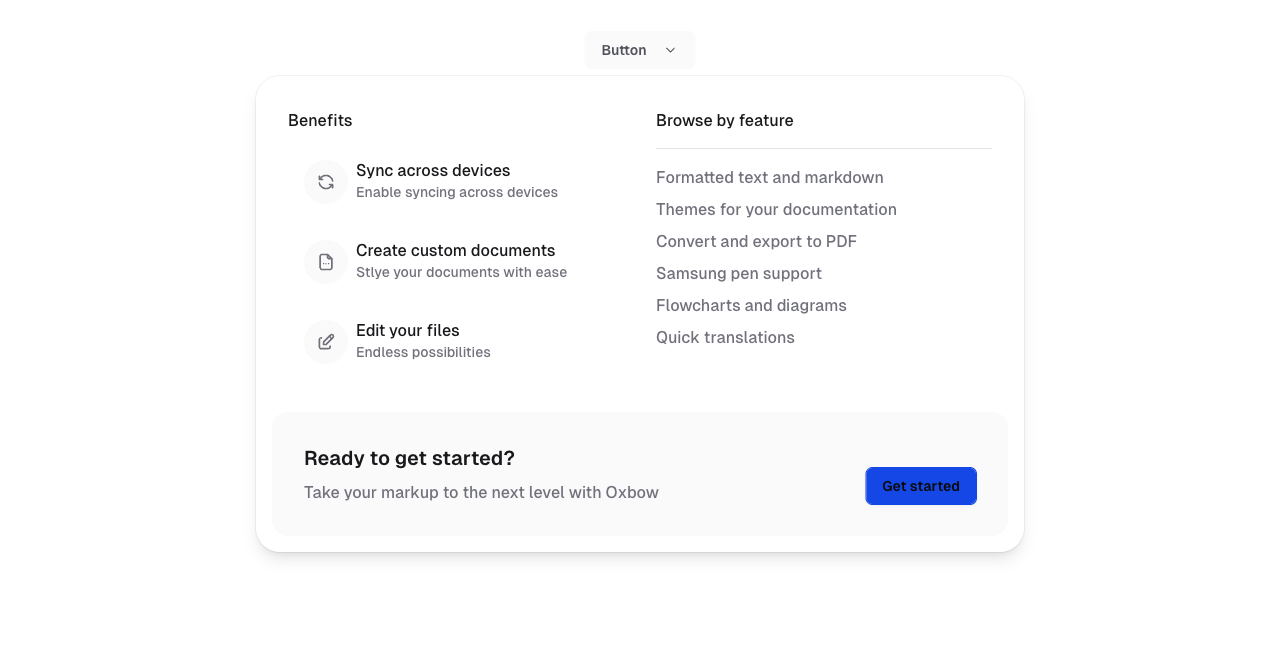 Button
Benefits
Sync across devices
Enable syncing across devices
Create custom documents
Stlye your documents with ease
Edit your files
Endless possibilities
Browse by feature
Formatted text and markdown
Themes for your documentation
Convert and export to PDF
Samsung pen support
Flowcharts and diagrams
Quick translations
Ready to get started?
Take your markup to the next level with Oxbow
Get started